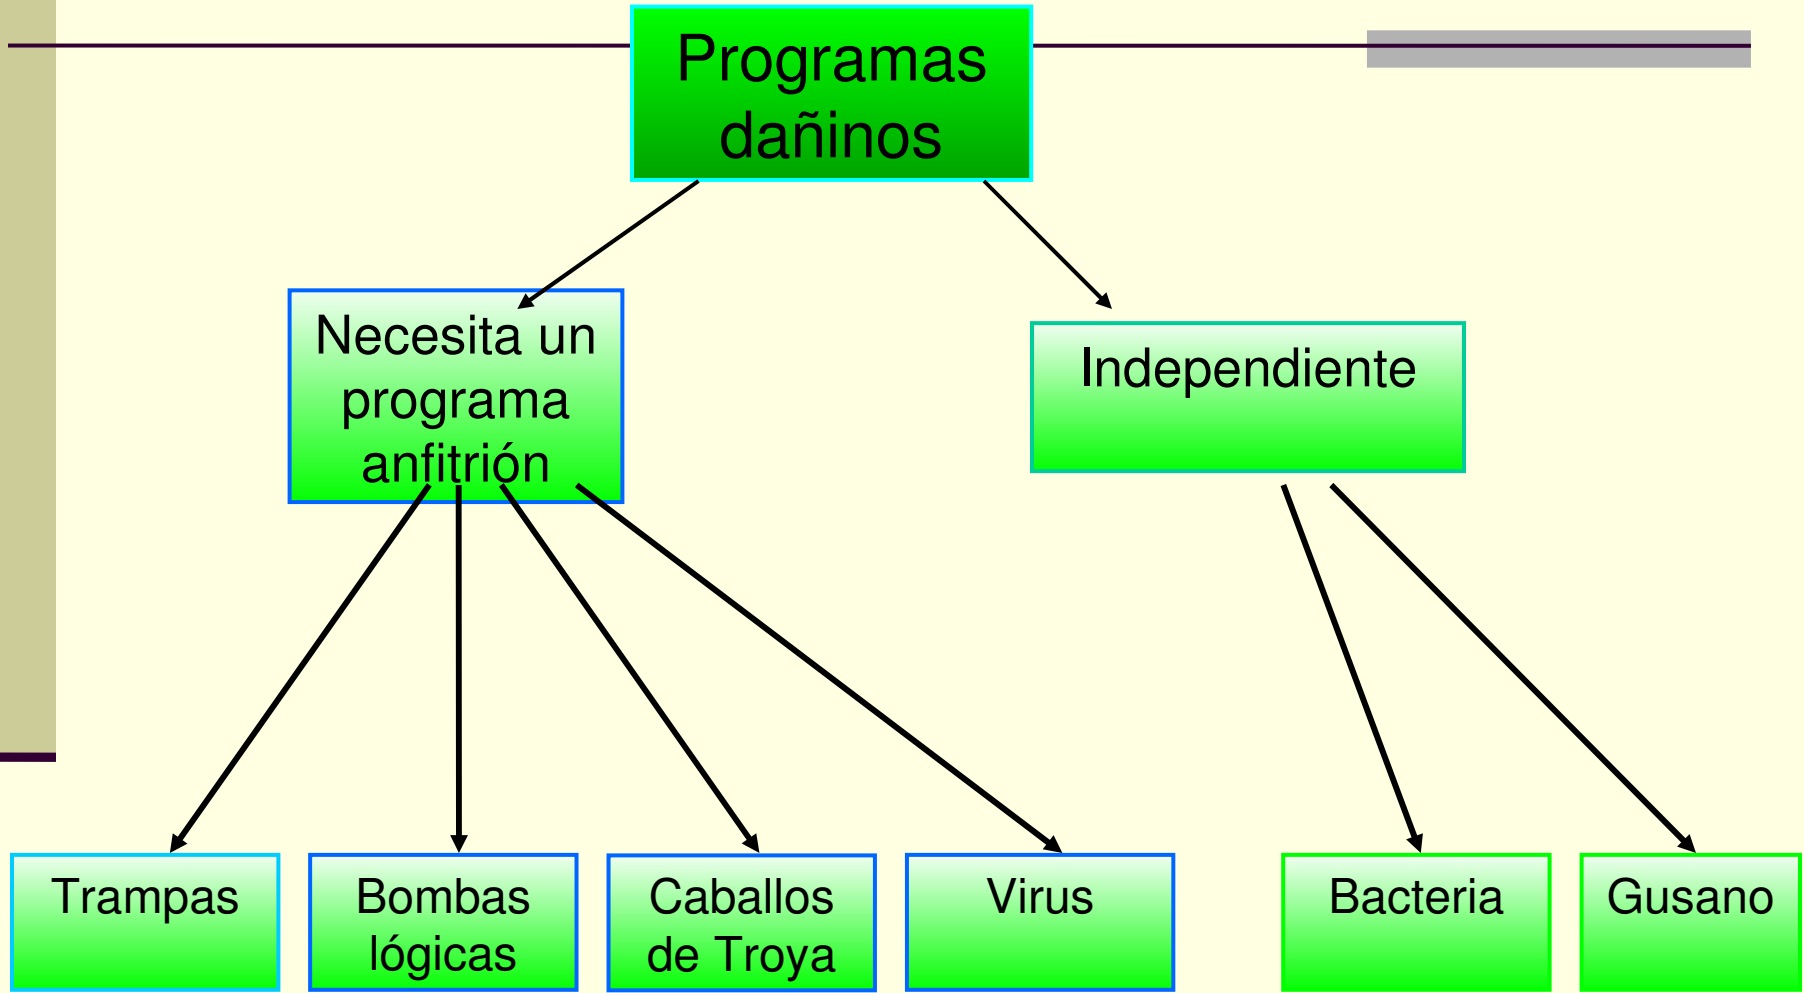 Programas
dañinos
Necesita un
programa
anfitrión
Independiente
Trampas
Bombas
lógicas
Caballos
de Troya
Virus
Bacteria
Gusano